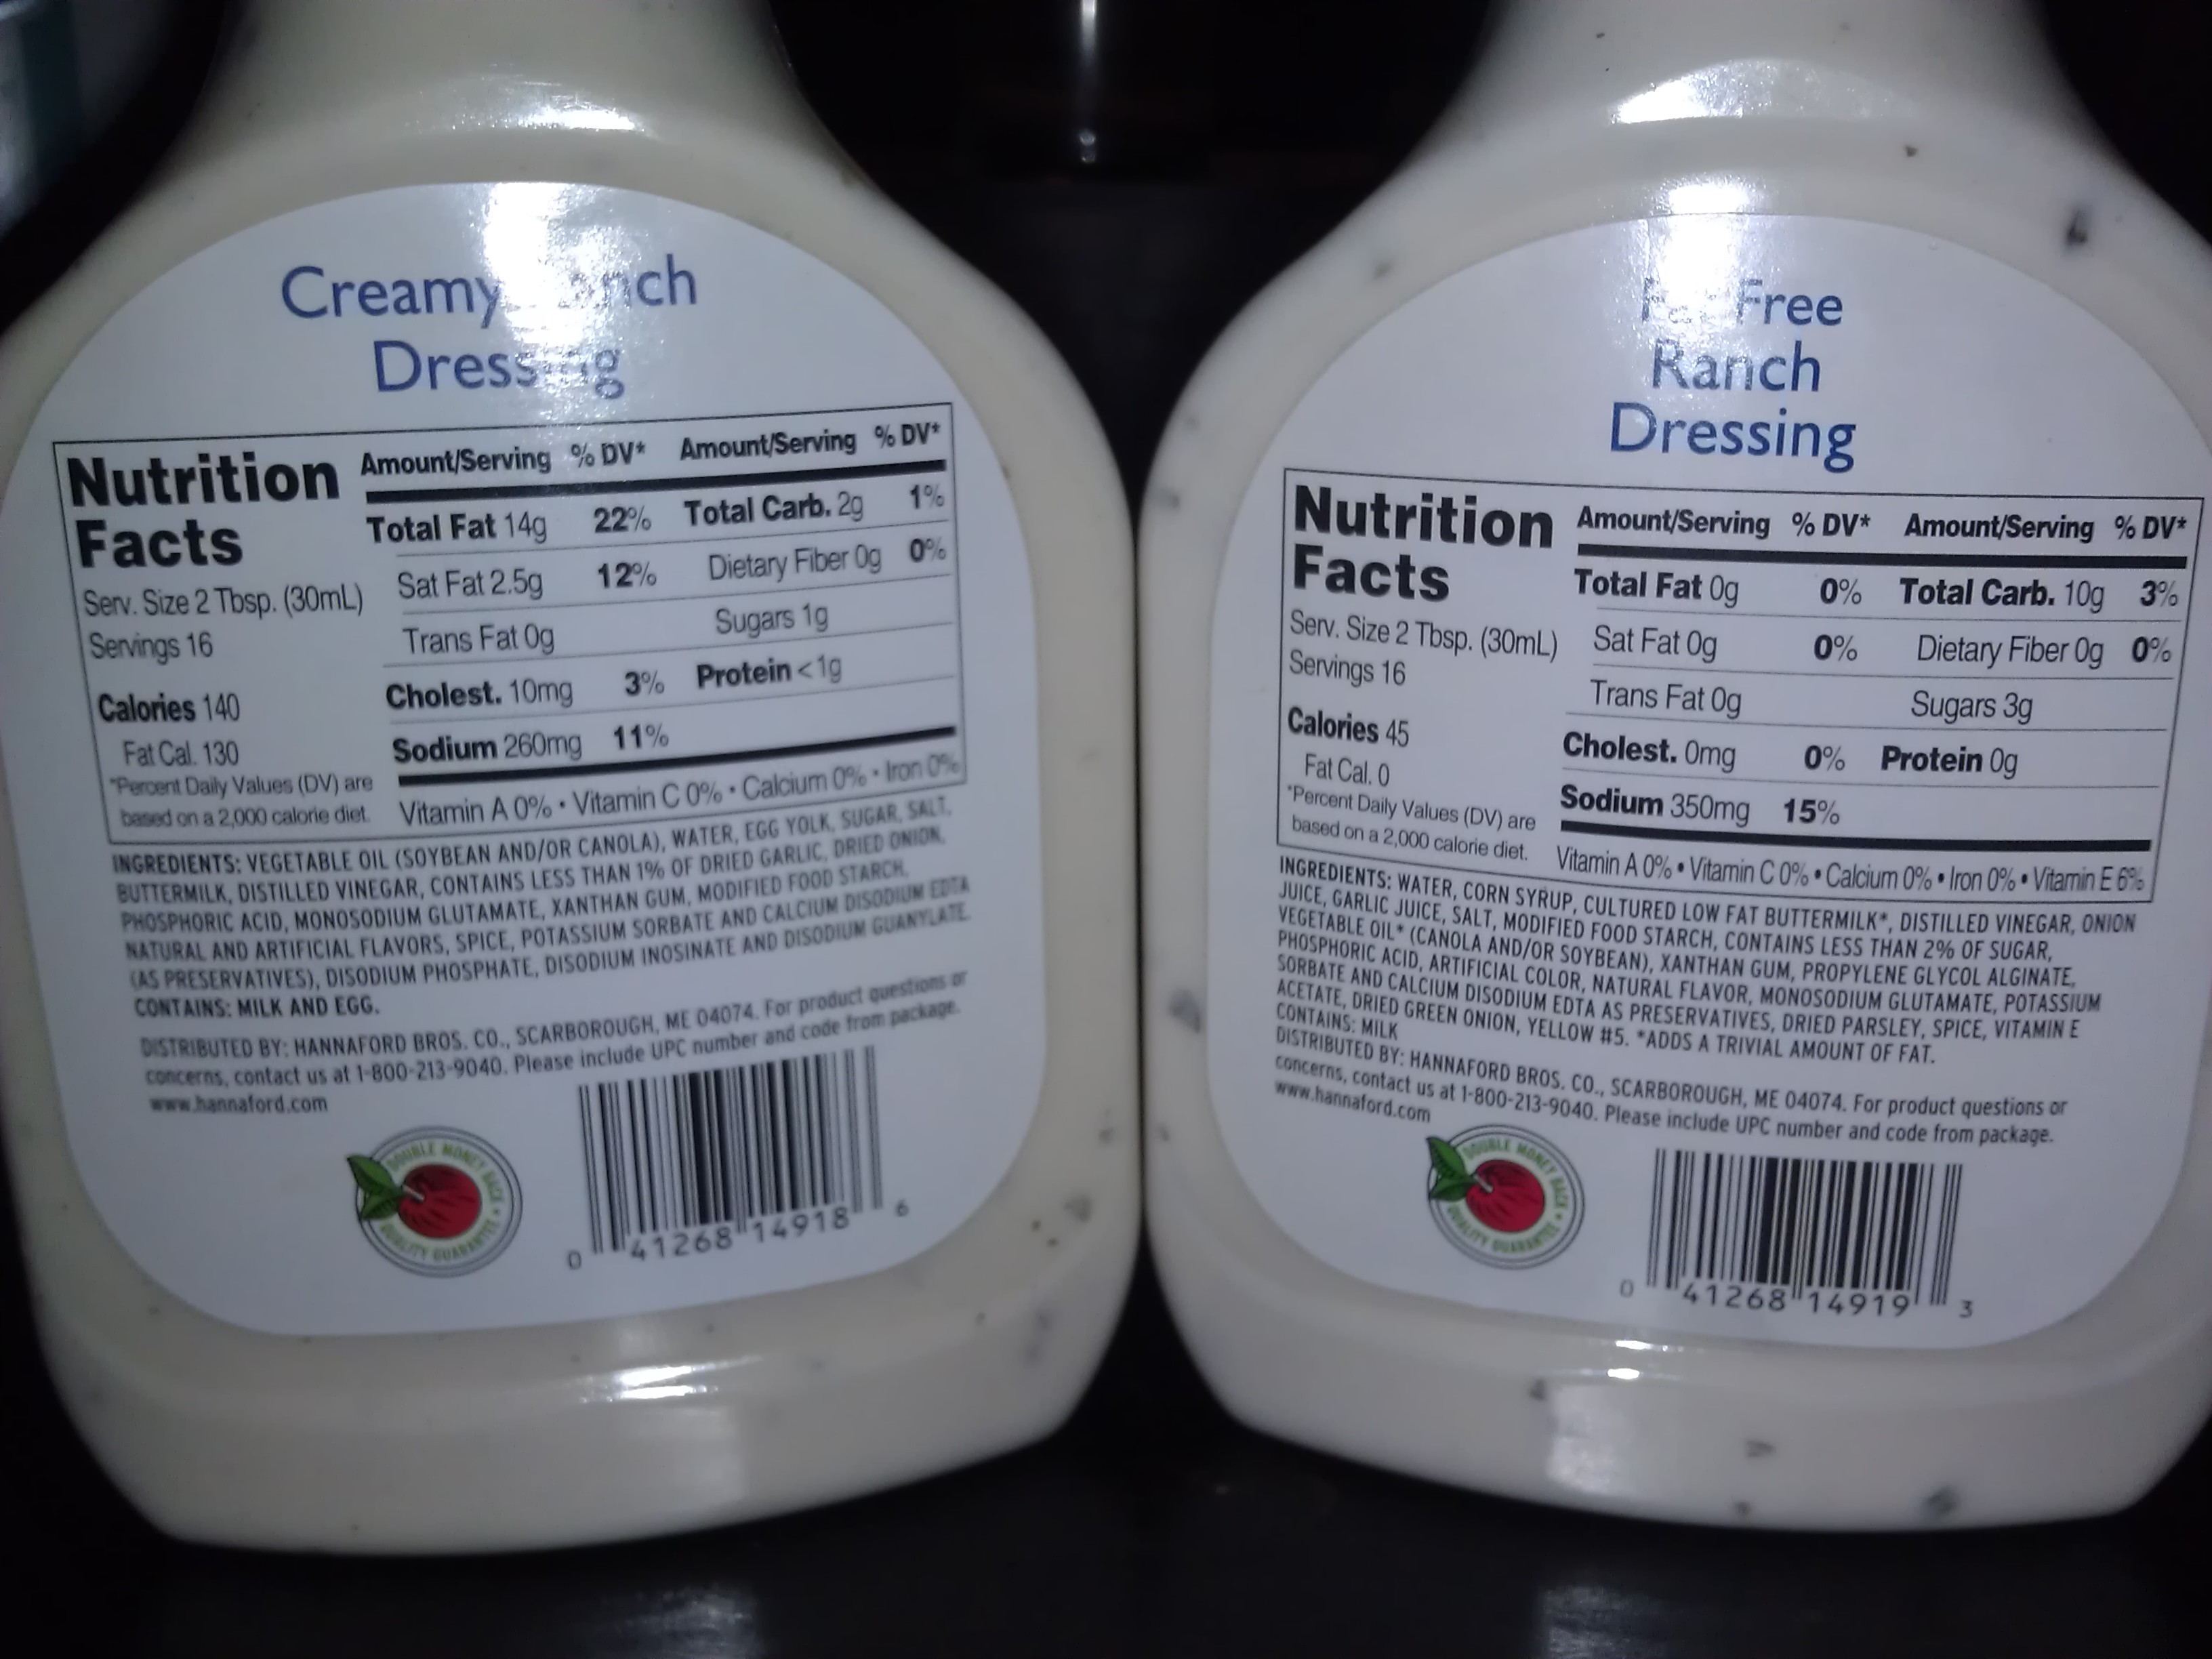 Creamy
Dressing
Nutrition
Facts
Serv. Size 2 Tbsp. (30mL)
Servings 16
Calories 140
Fat Cal. 130
*Percent Daily Values (DV) are
based on a 2,000 calorie diet.
Amount/Serving % DV* Amount/Serving % DV*
Total Fat 14g 22% Total Carb. 2g 1%
Sat Fat 2.5g 12% Dietary Fiber 0g 0%
Trans Fat 0g Sugars 1g
Cholest. 10mg 3% Protein <1g
Sodium 260mg 11%
Vitamin A 0% • Vitamin C 0% • Calcium 0% • Iron 0%
INGREDIENTS: VEGETABLE OIL (SOYBEAN AND/OR CANOLA), WATER, EGG YOLK, SUGAR, SALT,
BUTTERMILK, DISTILLED VINEGAR, CONTAINS LESS THAN 1% OF DRIED GARLIC, DRIED ONION,
PHOSPHORIC ACID, MONOSODIUM GLUTAMATE, XANTHAN GUM, MODIFIED FOOD STARCH,
NATURAL AND ARTIFICIAL FLAVORS, SPICE, POTASSIUM SORBATE AND CALCIUM DISODIUM EDTA
(AS PRESERVATIVES), DISODIUM PHOSPHATE, DISODIUM INOSINATE AND DISODIUM GUANYLATE.
CONTAINS: MILK AND EGG.
DISTRIBUTED BY: HANNAFORD BROS. CO., SCARBOROUGH, ME 04074. For product questions or
concerns, contact us at 1-800-213-9040. Please include UPC number and code from package.
www.hannaford.com
DOUBLE MONEY BACK • QUALITY GUARANTEE •
0 41268 14918 6
Free
Ranch
Dressing
Nutrition
Facts
Serv. Size 2 Tbsp. (30mL)
Servings 16
Calories 45
Fat Cal. 0
*Percent Daily Values (DV) are
based on a 2,000 calorie diet.
Amount/Serving % DV* Amount/Serving % DV*
Total Fat 0g 0% Total Carb. 10g 3%
Sat Fat 0g 0% Dietary Fiber 0g 0%
Trans Fat 0g Sugars 3g
Cholest. 0mg 0% Protein 0g
Sodium 350mg 15%
Vitamin A 0% • Vitamin C 0% • Calcium 0% • Iron 0% • Vitamin E 6%
INGREDIENTS: WATER, CORN SYRUP, CULTURED LOW FAT BUTTERMILK*, DISTILLED VINEGAR, ONION
JUICE, GARLIC JUICE, SALT, MODIFIED FOOD STARCH, CONTAINS LESS THAN 2% OF SUGAR,
VEGETABLE OIL* (CANOLA AND/OR SOYBEAN), XANTHAN GUM, PROPYLENE GLYCOL ALGINATE,
PHOSPHORIC ACID, ARTIFICIAL COLOR, NATURAL FLAVOR, MONOSODIUM GLUTAMATE, POTASSIUM
SORBATE AND CALCIUM DISODIUM EDTA AS PRESERVATIVES, DRIED PARSLEY, SPICE, VITAMIN E
ACETATE, DRIED GREEN ONION, YELLOW #5. *ADDS A TRIVIAL AMOUNT OF FAT.
CONTAINS: MILK
DISTRIBUTED BY: HANNAFORD BROS. CO., SCARBOROUGH, ME 04074. For product questions or
concerns, contact us at 1-800-213-9040. Please include UPC number and code from package.
www.hannaford.com
DOUBLE MONEY BACK • QUALITY GUARANTEE •
0 41268 14919 3